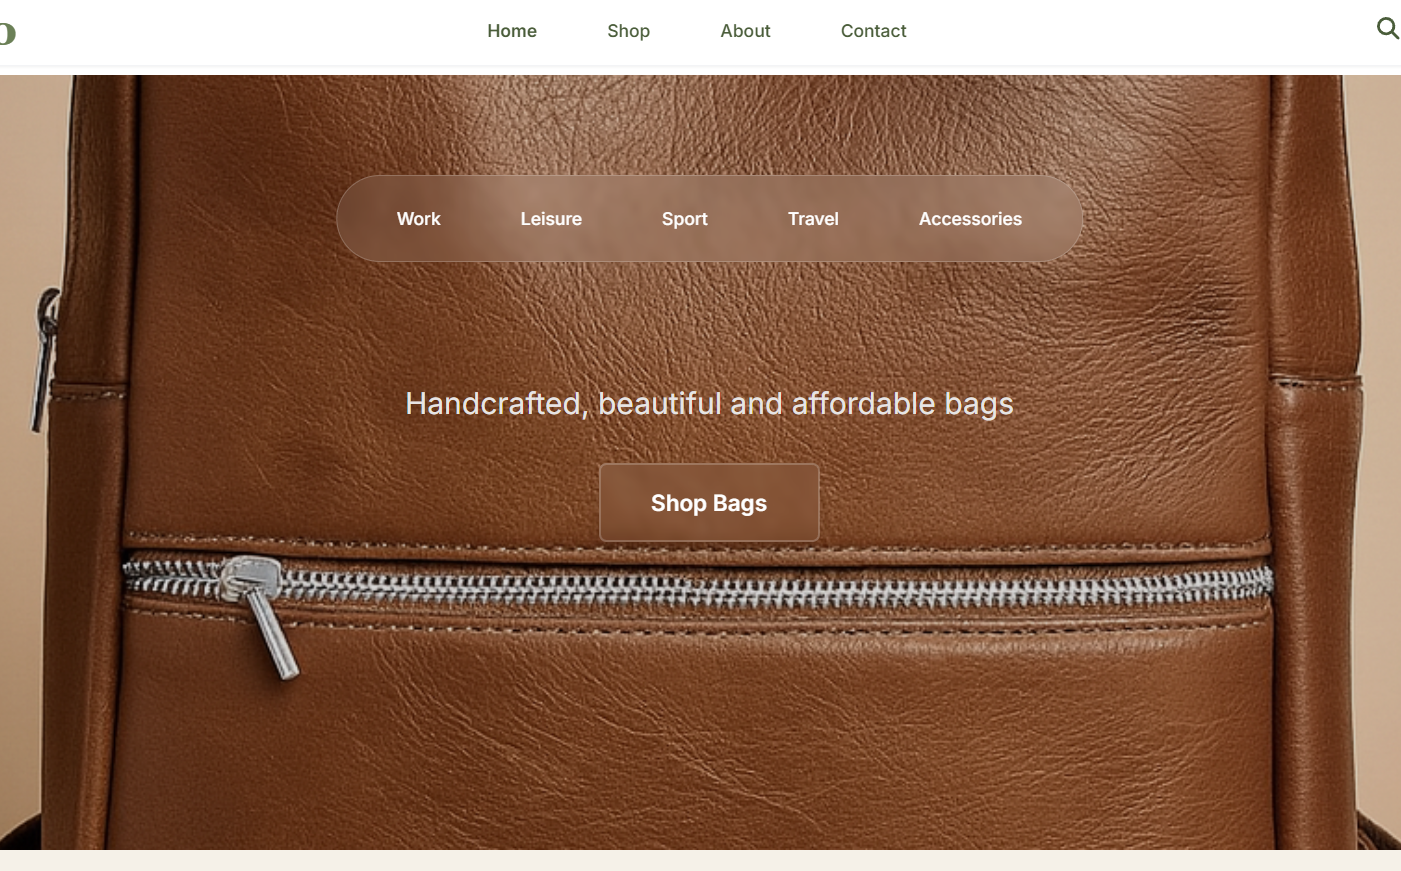 Home Shop About Contact
Work Leisure Sport Travel Accessories
Handcrafted, beautiful and affordable bags
Shop Bags